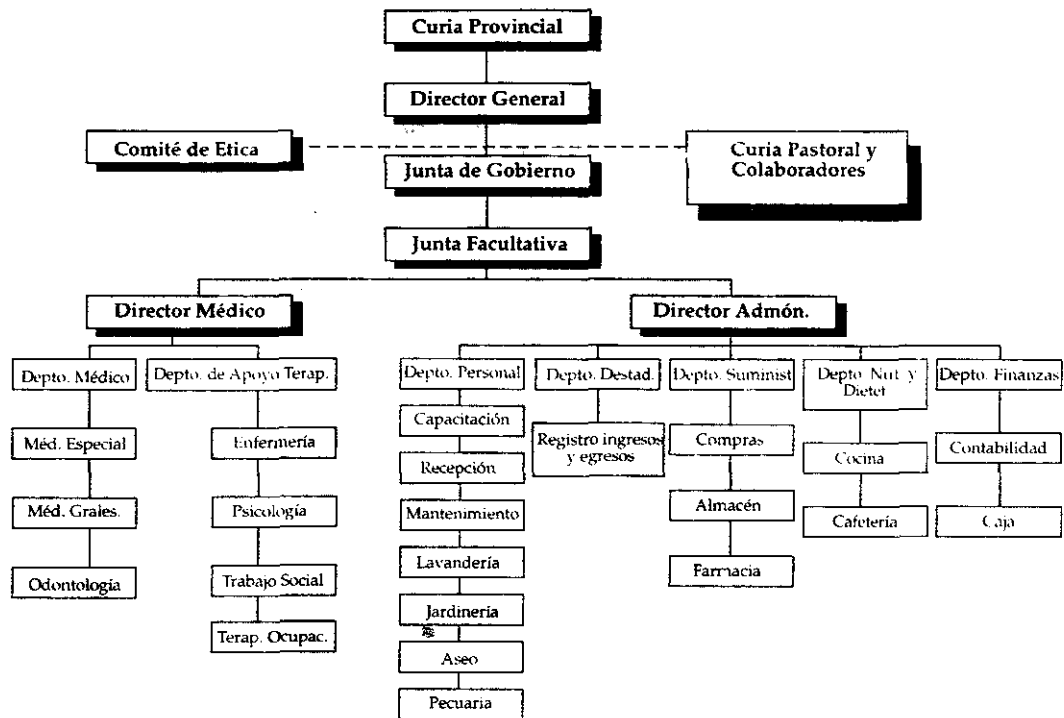 Curia Provincial
Director General
Comité de Etica
Curia Pastoral y
Colaboradores
Junta de Gobierno
Junta Facultativa
Director Médico
Director Admón.
Depto. Médico
Depto. de Apoyo Terap.
Depto. Personal
Depto. Destad.
Depto. Suminist
Depto Nut y
Dietet
Depto. Finanzas
Méd. Especial
Méd. Grales.
Odontología
Enfermería
Psicología
Trabajo Social
Terap. Ocupac.
Capacitación
Recepción
Mantenimiento
Lavandería
Jardinería
Aseo
Pecuaria
Registro ingresos
y egresos
Compras
Almacén
Farmacia
Cocina
Cafetería
Contabilidad
Caja